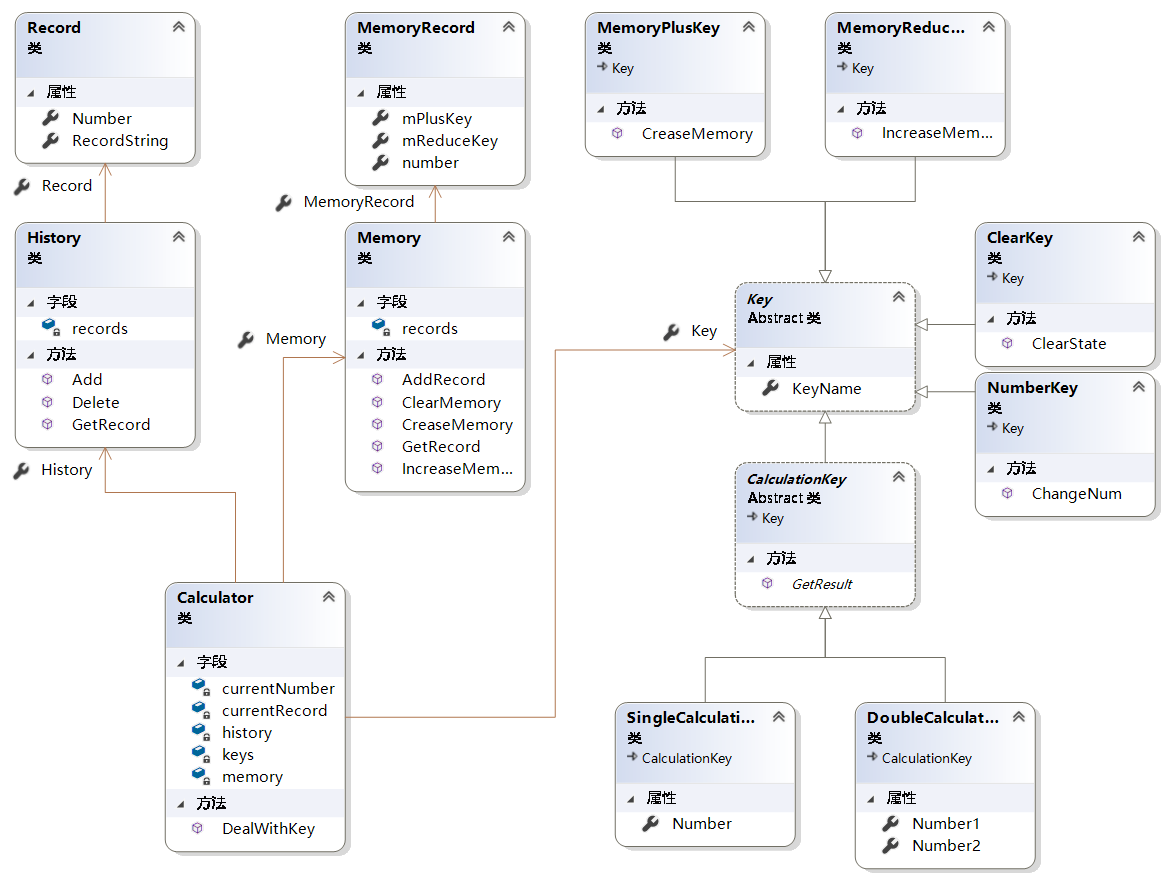 Record
类
属性
Number
RecordString
Record
History
类
字段
records
方法
Add
Delete
GetRecord
History
MemoryRecord
类
属性
mPlusKey
mReduceKey
number
MemoryRecord
Memory
类
字段
records
方法
AddRecord
ClearMemory
CreaseMemory
GetRecord
IncreaseMem...
Memory
Calculator
类
字段
currentNumber
currentRecord
history
keys
memory
方法
DealWithKey
MemoryPlusKey
类
Key
方法
CreaseMemory
MemoryReduc...
类
Key
方法
IncreaseMem...
Key
Key
Abstract 类
属性
KeyName
ClearKey
类
Key
方法
ClearState
NumberKey
类
Key
方法
ChangeNum
CalculationKey
Abstract 类
Key
方法
GetResult
SingleCalculati...
类
CalculationKey
属性
Number
DoubleCalculat...
类
CalculationKey
属性
Number1
Number2